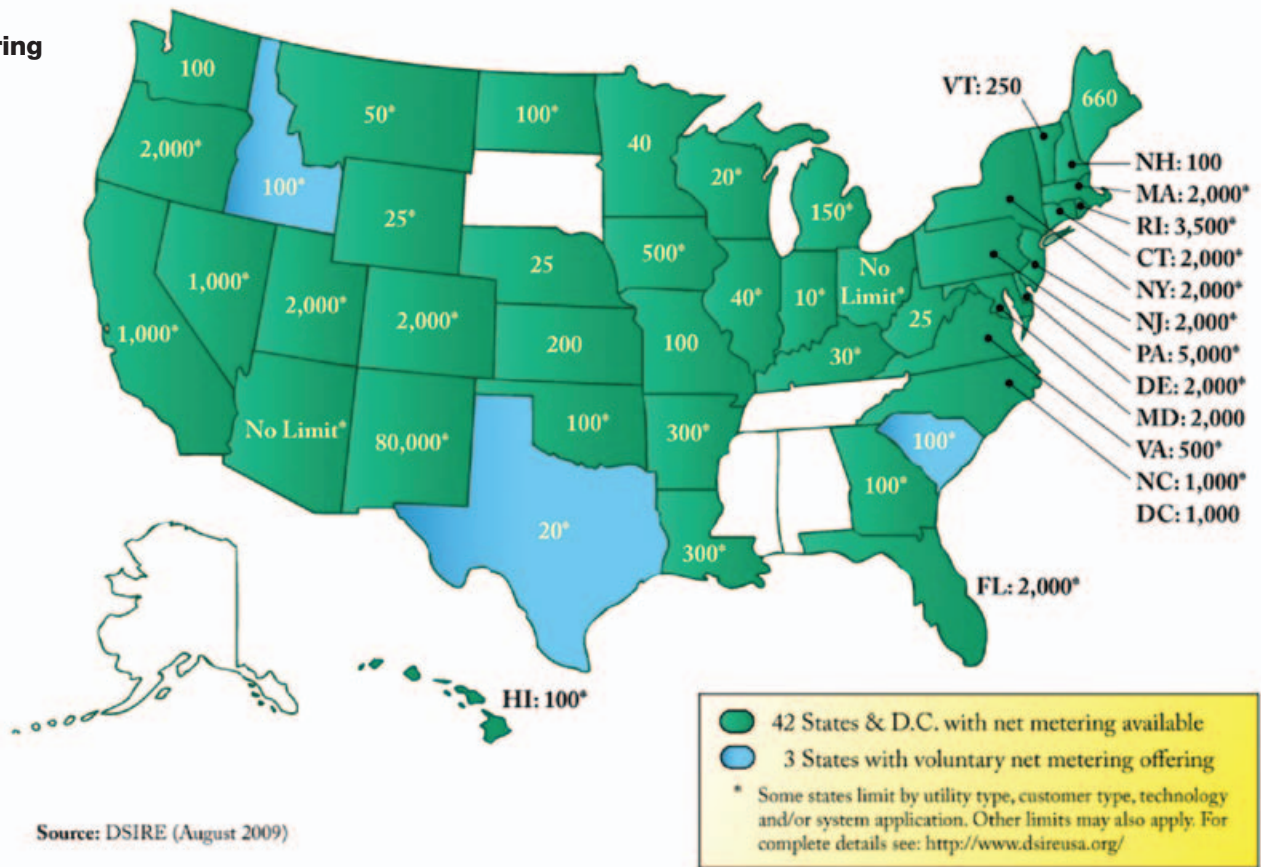 ring
100
2,000*
100*
50*
100*
25*
1,000*
1,000*
2,000*
2,000*
No Limit*
80,000*
25
200
100*
20*
40
500*
100
300*
300*
20*
40*
150*
10*
No
Limit*
30*
25
100*
100*
660
VT: 250
NH: 100
MA: 2,000*
RI: 3,500*
CT: 2,000*
NY: 2,000*
NJ: 2,000*
PA: 5,000*
DE: 2,000*
MD: 2,000
VA: 500*
NC: 1,000*
DC: 1,000
FL: 2,000*
HI: 100*
42 States & D.C. with net metering available
3 States with voluntary net metering offering
* Some states limit by utility type, customer type, technology
and/or system application. Other limits may also apply. For
complete details see: http://www.dsireusa.org/
Source: DSIRE (August 2009)